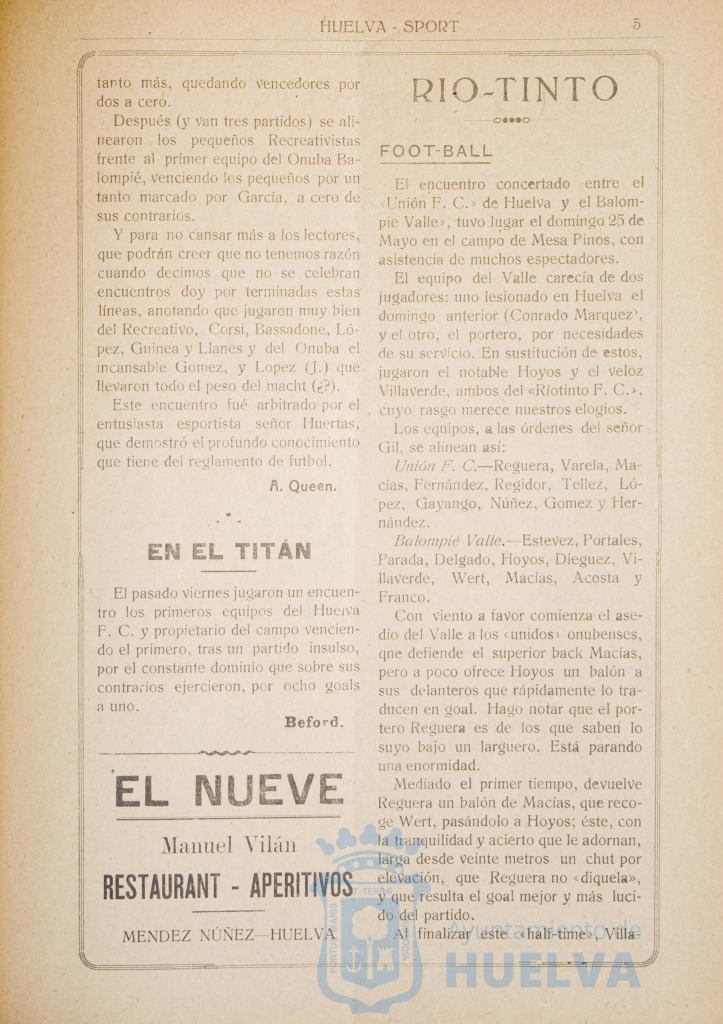 HUELVA - SPORT
5
tanto más, quedando vencedores por
dos a cero.
Después (y van tres partidos) se ali-
nearon los pequeños Recreativistas
frente al primer equipo del Onuba Ba-
lompié, venciendo los pequeños por un
tanto marcado por García, a cero de
sus contrarios.
Y para no cansar más a los lectores,
que podrán creer que no tenemos razón
cuando decimos que no se celebran
encuentros doy por terminadas estas
líneas, anotando que jugaron muy bien
del Recreativo, Corsi, Bassadone, Ló-
pez, Guinea y Llanes y del Onuba el
incansable Gomez, y Lopez (J.) que
llevaron todo el peso del macht (¿?).
Este encuentro fué arbitrado por el
entusiasta esportista señor Huertas,
que demostró el profundo conocimiento
que tiene del reglamento de futbol.
A. Queen.
EN EL TITÁN
El pasado viernes jugaron un encuen-
tro los primeros equipos del Huelva
F. C. y propietario del campo vencien-
do el primero, tras un partido insulso,
por el constante dominio que sobre sus
contrarios ejercieron, por ocho goals
a uno.
Beford.
EL NUEVE
Manuel Vilán
RESTAURANT - APERITIVOS
MENDEZ NÚÑEZ—HUELVA
RIO-TINTO
FOOT-BALL
El encuentro concertado entre el
«Unión F. C.» de Huelva y el Balom-
pie Valle», tuvo lugar el domingo 25 de
Mayo en el campo de Mesa Pinos, con
asistencia de muchos espectadores.
El equipo del Valle carecía de dos
jugadores: uno lesionado en Huelva el
domingo anterior (Conrado Marquez',
y el otro, el portero, por necesidades
de su servicio. En sustitución de estos,
jugaron el notable Hoyos y el veloz
Villaverde, ambos del «Riotinto F. C.»,
cuyo rasgo merece nuestros elogios.
Los equipos, a las órdenes del señor
Gil, se alinean así:
Unión F. C.—Reguera, Varela, Ma-
cías, Fernández, Regidor, Tellez, Ló-
pez, Gayango, Núñez, Gomez y Her-
nández.
Balompié Valle.—Estevez, Portales,
Parada, Delgado, Hoyos, Dieguez, Vi-
llaverde, Wert, Macías, Acosta y
Franco.
Con viento a favor comienza el ase-
dio del Valle a los «unidos» onubenses,
qne defiende el superior back Macías,
pero a poco ofrece Hoyos un balón a
sus delanteros que rápidamente lo tra-
ducen en goal. Hago notar que el por-
tero Reguera es de los que saben lo
suyo bajo un larguero. Está parando
una enormidad.
Mediado el primer tiempo, devuelve
Reguera un balón de Macías, que reco-
ge Wert, pasándolo a Hoyos; éste, con
la tranquilidad y acierto que le adornan,
larga desde veinte metros un chut por
elevación, que Reguera no «diquela»,
y que resulta el goal mejor y más luci-
do del partido.
Al finalizar este «half-time», Villa-
Ayuntamiento de
HUELVA